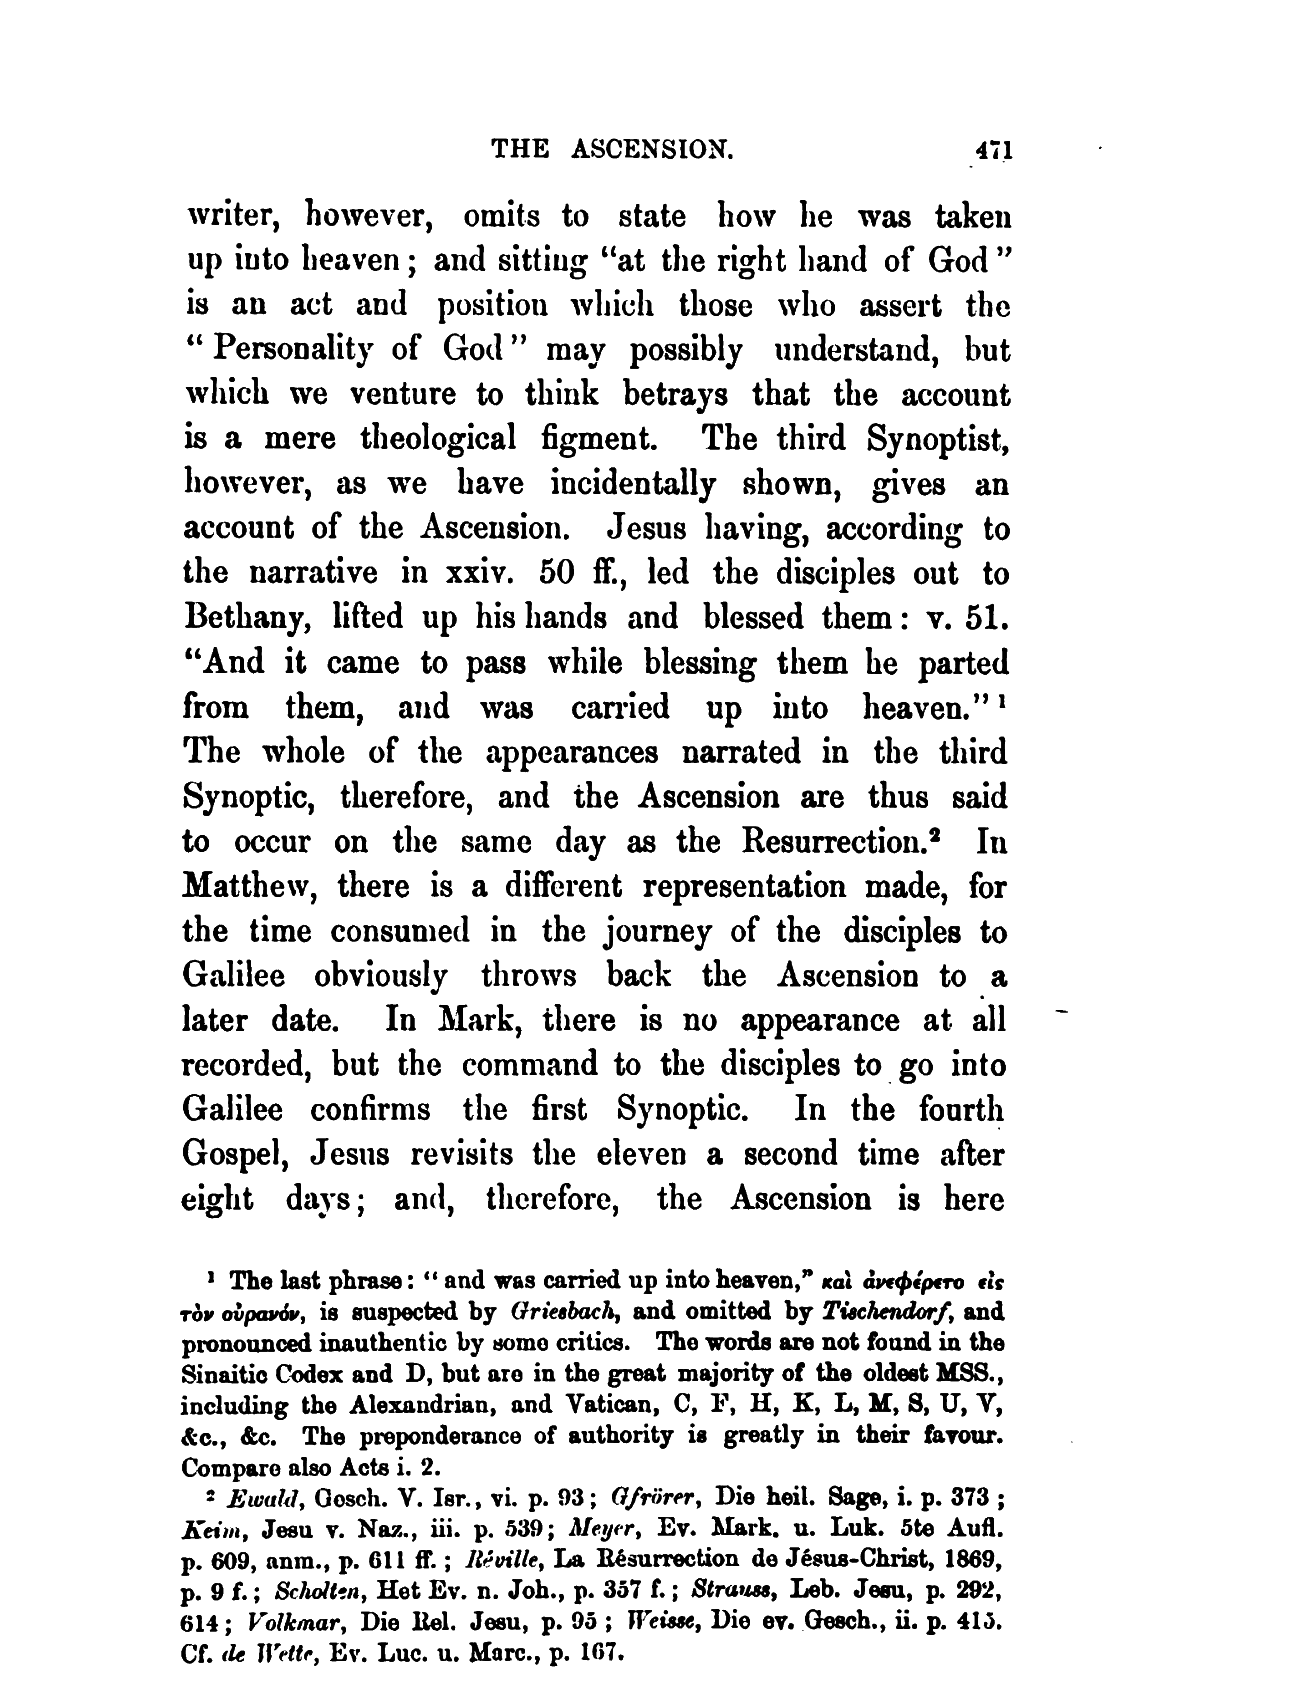 THE ASCENSION. 471
writer, however, omits to state how he was taken
up into heaven; and sitting “at the right hand of God”
is an act and position which those who assert the
“Personality of God” may possibly understand, but
which we venture to think betrays that the account
is a mere theological figment. The third Synoptist,
however, as we have incidentally shown, gives an
account of the Ascension. Jesus having, according to
the narrative in xxiv. 50 ff., led the disciples out to
Bethany, lifted up his hands and blessed them: v. 51.
“And it came to pass while blessing them he parted
from them, and was carried up into heaven.” ¹
The whole of the appearances narrated in the third
Synoptic, therefore, and the Ascension are thus said
to occur on the same day as the Resurrection.² In
Matthew, there is a different representation made, for
the time consumed in the journey of the disciples to
Galilee obviously throws back the Ascension to a
later date. In Mark, there is no appearance at all
recorded, but the command to the disciples to go into
Galilee confirms the first Synoptic. In the fourth
Gospel, Jesus revisits the eleven a second time after
eight days; and, therefore, the Ascension is here
¹ The last phrase: “and was carried up into heaven,” καὶ ἀνεφέρετο εἰς
τὸν οὐρανόν, is suspected by Griesbach, and omitted by Tischendorf, and
pronounced inauthentic by some critics. The words are not found in the
Sinaitic Codex and D, but are in the great majority of the oldest MSS.,
including the Alexandrian, and Vatican, C, F, H, K, L, M, S, U, V,
&c., &c. The preponderance of authority is greatly in their favour.
Compare also Acts i. 2.
² Ewald, Gesch. V. Isr., vi. p. 93; Gfrörer, Die heil. Sage, i. p. 373;
Keim, Jesu v. Naz., iii. p. 539; Meyer, Ev. Mark. u. Luk. 5te Aufl.
p. 609, anm., p. 611 ff.; Réville, La Résurrection de Jésus-Christ, 1869,
p. 9 f.; Scholten, Het Ev. n. Joh., p. 357 f.; Strauss, Leb. Jesu, p. 292,
614; Volkmar, Die Rel. Jesu, p. 95; Weisse, Die ev. Gesch., ii. p. 415.
Cf. de Wette, Ev. Luc. u. Marc., p. 167.